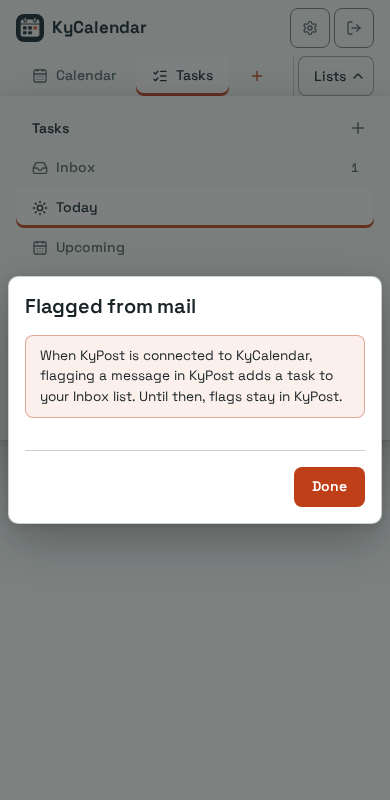 KyCalendar
Calendar
Tasks
+
Lists
Tasks
Inbox
1
Today
Upcoming
Flagged from mail
When KyPost is connected to KyCalendar,
flagging a message in KyPost adds a task to
your Inbox list. Until then, flags stay in KyPost.
Done